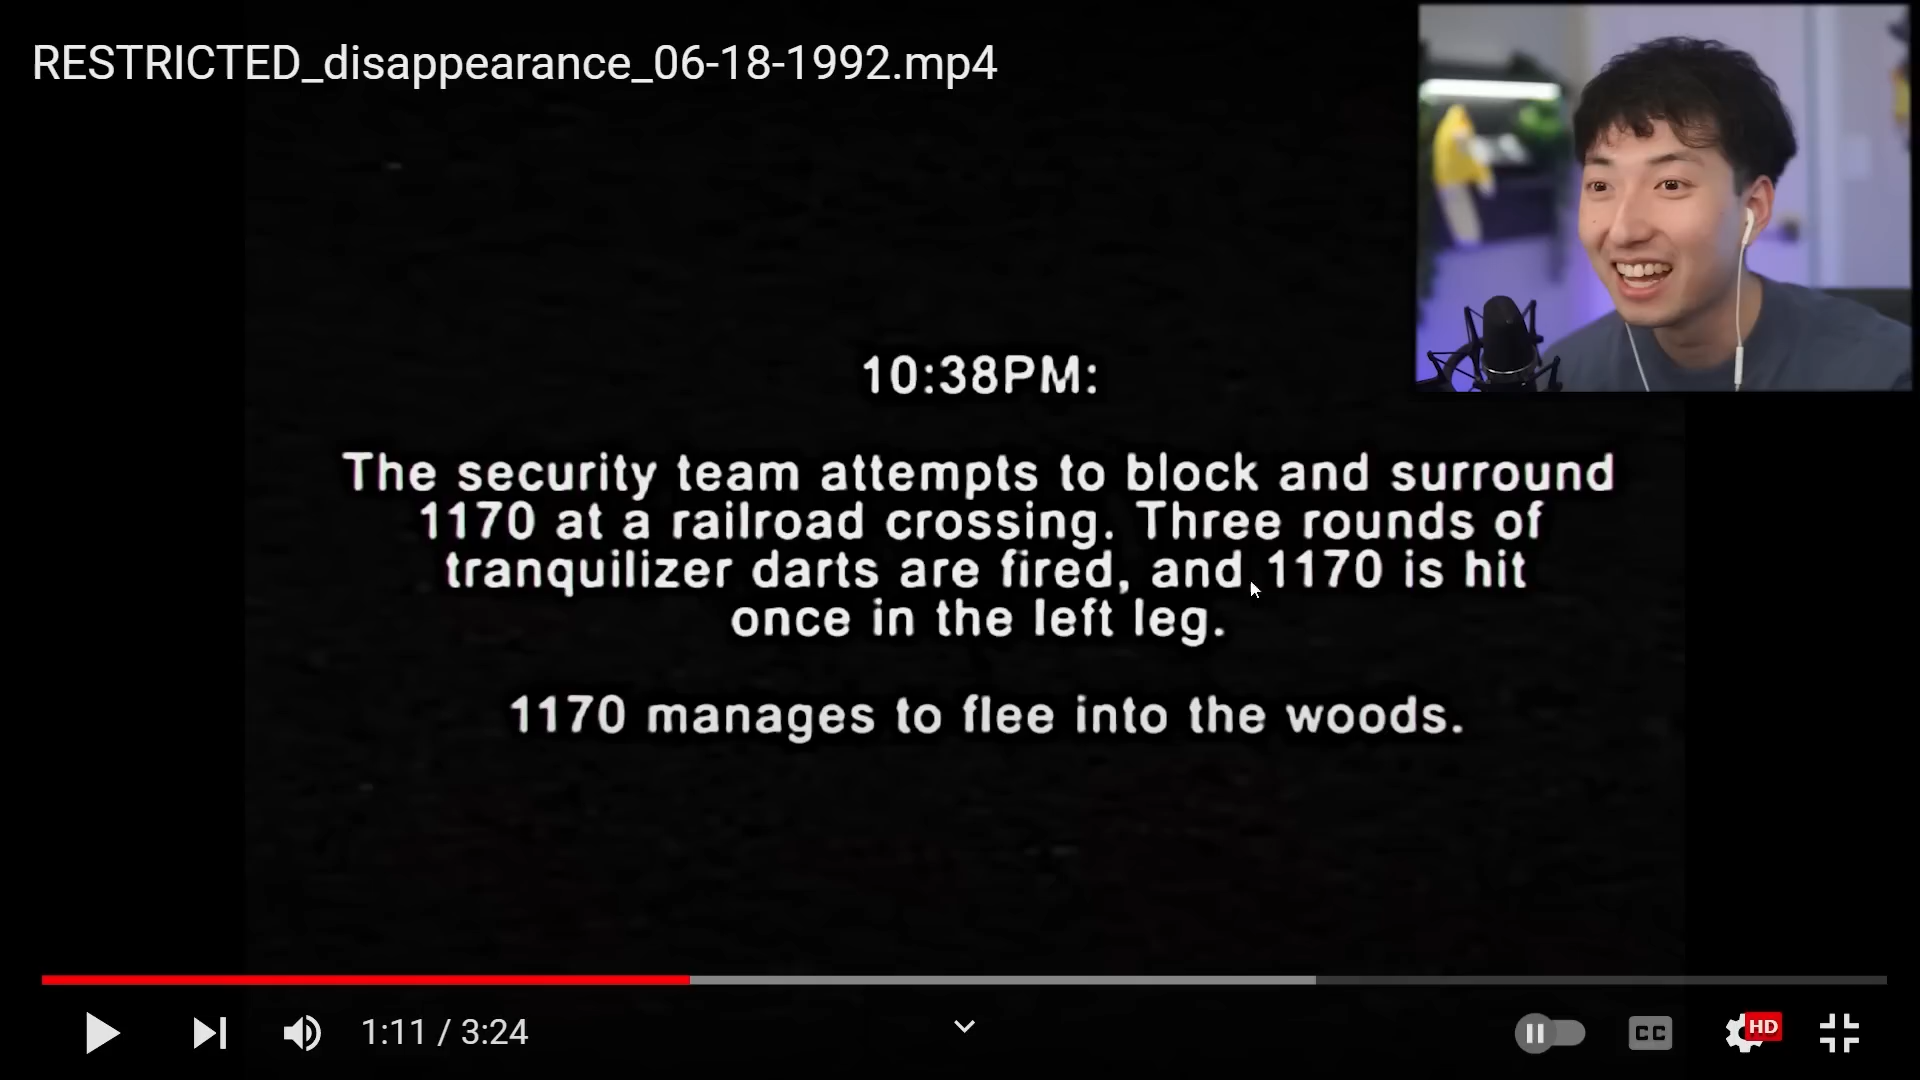 RESTRICTED_disappearance_06-18-1992.mp4
10:38PM:
The security team attempts to block and surround
1170 at a railroad crossing. Three rounds of
tranquilizer darts are fired, and 1170 is hit
once in the left leg.
1170 manages to flee into the woods.
1:11 / 3:24
CC
HD